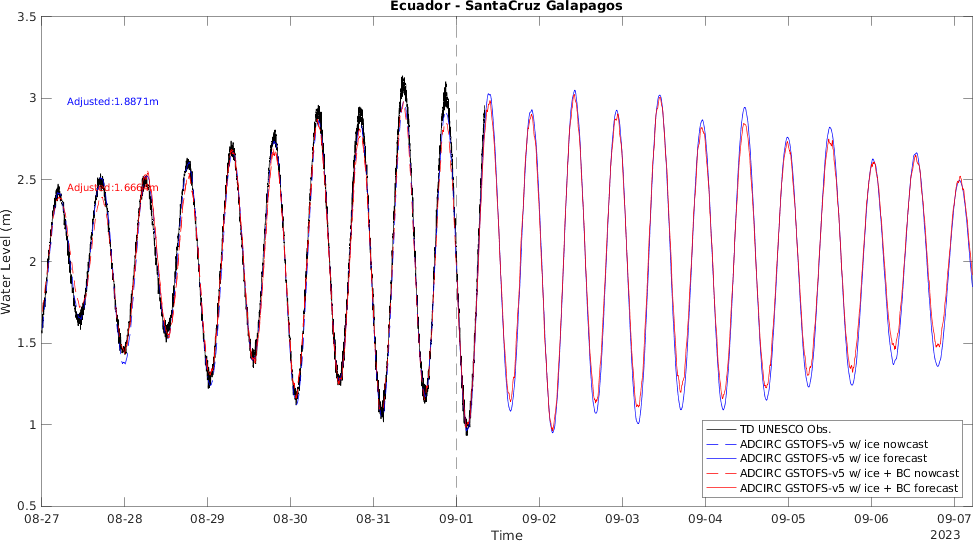 Ecuador - SantaCruz Galapagos
Water Level (m)
3.5
3
2.5
2
1.5
1
0.5
Adjusted:1.8871m
TD UNESCO Obs.
ADCIRC GSTOFS-v5 w/ ice nowcast
ADCIRC GSTOFS-v5 w/ ice forecast
ADCIRC GSTOFS-v5 w/ ice + BC nowcast
ADCIRC GSTOFS-v5 w/ ice + BC forecast
08-27
08-28
08-29
08-30
08-31
09-01
09-02
09-03
09-04
09-05
09-06
09-07
Time
2023